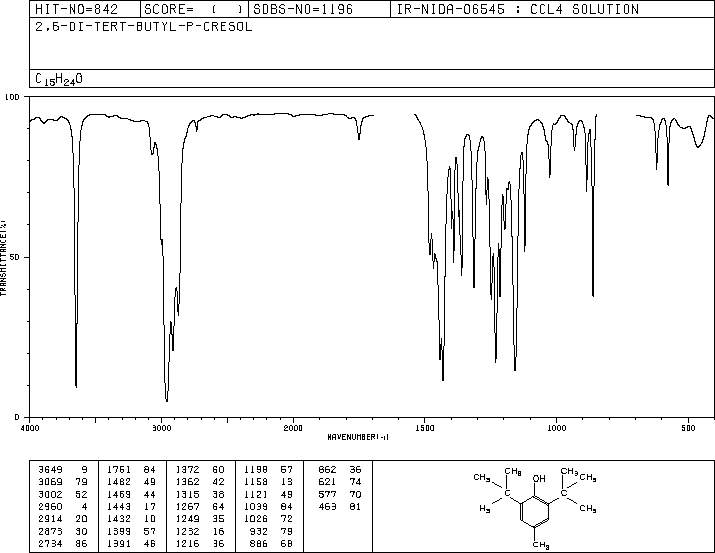 HIT-NO=842 SCORE= ( ) SDBS-NO=1196 IR-NIDA-06545 : CCL4 SOLUTION
2,6-DI-TERT-BUTYL-P-CRESOL
C15H24O
100
50
0
TRANSMITTANCE(%)
4000 3000 2000 1500 1000 500
WAVENUMBER(-1)
3649 9 1761 84 1372 60 1198 57 862 36
3069 79 1482 49 1362 42 1158 13 621 74
3002 52 1469 44 1315 38 1121 49 577 70
2960 4 1443 17 1267 64 1039 84 463 81
2914 20 1432 10 1249 35 1026 72
2873 30 1399 57 1232 16 932 79
2734 86 1391 46 1216 35 886 68
CH3 CH3 OH CH3 CH3
C C
H3C CH3
CH3